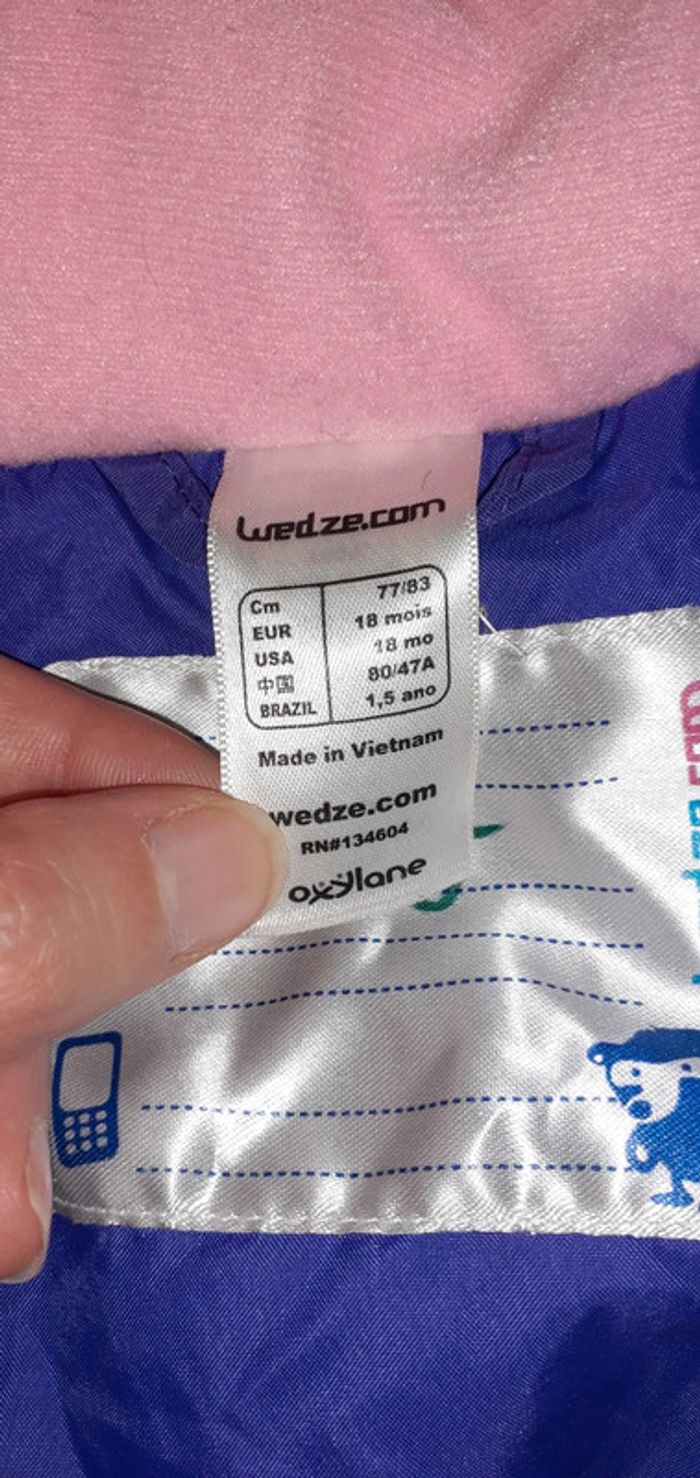 wedze.com
Cm 77/83
EUR 18 mois
USA 18 mo
中国 80/47A
BRAZIL 1,5 ano
Made in Vietnam
wedze.com
RN#134604
oxylane